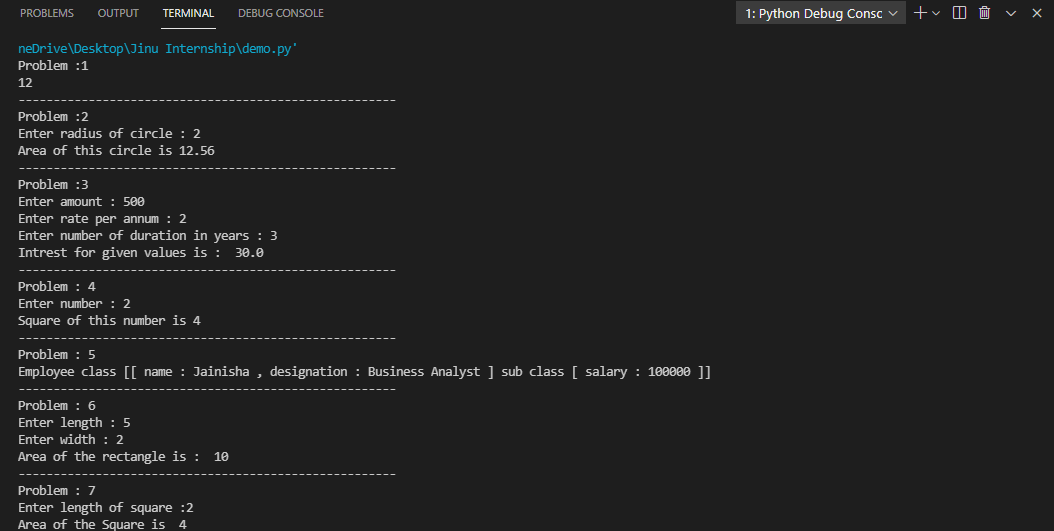 PROBLEMS OUTPUT TERMINAL DEBUG CONSOLE 1: Python Debug Consc
neDrive\Desktop\Jinu Internship\demo.py'
Problem :1
12
------------------------------------------------------
Problem :2
Enter radius of circle : 2
Area of this circle is 12.56
------------------------------------------------------
Problem :3
Enter amount : 500
Enter rate per annum : 2
Enter number of duration in years : 3
Intrest for given values is :  30.0
------------------------------------------------------
Problem : 4
Enter number : 2
Square of this number is 4
------------------------------------------------------
Problem : 5
Employee class [[ name : Jainisha , designation : Business Analyst ] sub class [ salary : 100000 ]]
------------------------------------------------------
Problem : 6
Enter length : 5
Enter width : 2
Area of the rectangle is :  10
------------------------------------------------------
Problem : 7
Enter length of square :2
Area of the Square is  4